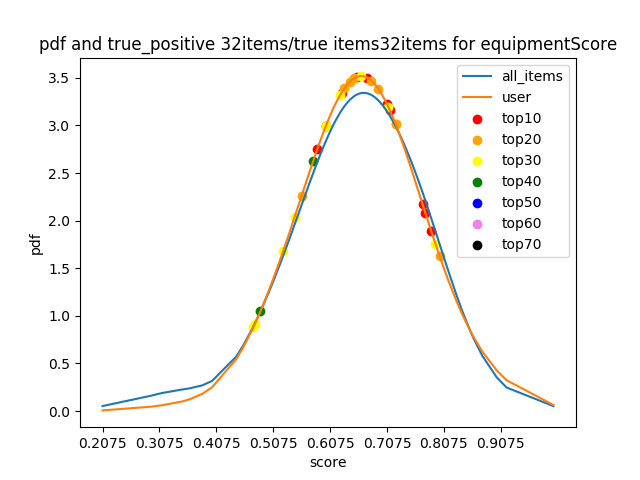 pdf and true_positive 32items/true items32items for equipmentScore
all_items
user
top10
top20
top30
top40
top50
top60
top70
3.5
3.0
2.5
2.0
1.5
1.0
0.5
0.0
pdf
0.2075 0.3075 0.4075 0.5075 0.6075 0.7075 0.8075 0.9075
score